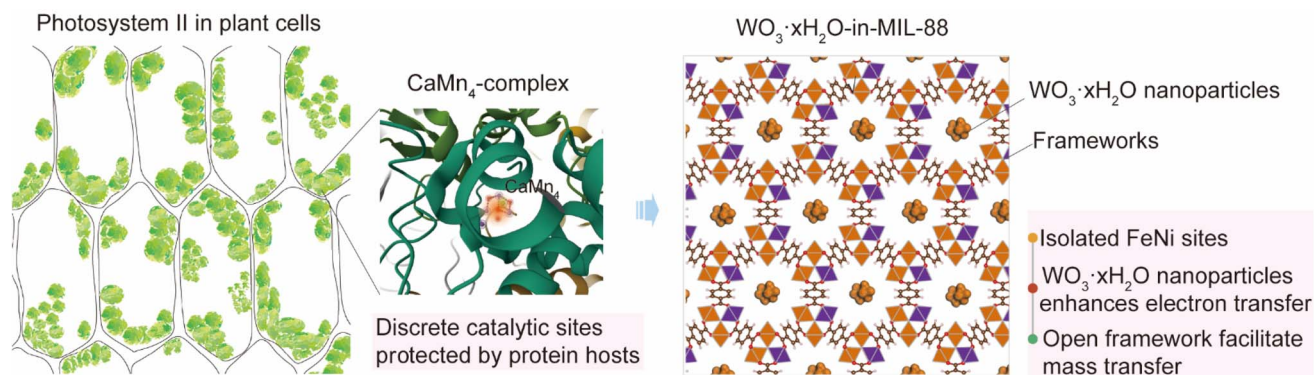 Photosystem II in plant cells
CaMn₄-complex
CaMn₄
Discrete catalytic sites
protected by protein hosts
WO₃·xH₂O-in-MIL-88
WO₃·xH₂O nanoparticles
Frameworks
Isolated FeNi sites
WO₃·xH₂O nanoparticles
enhances electron transfer
Open framework facilitate
mass transfer